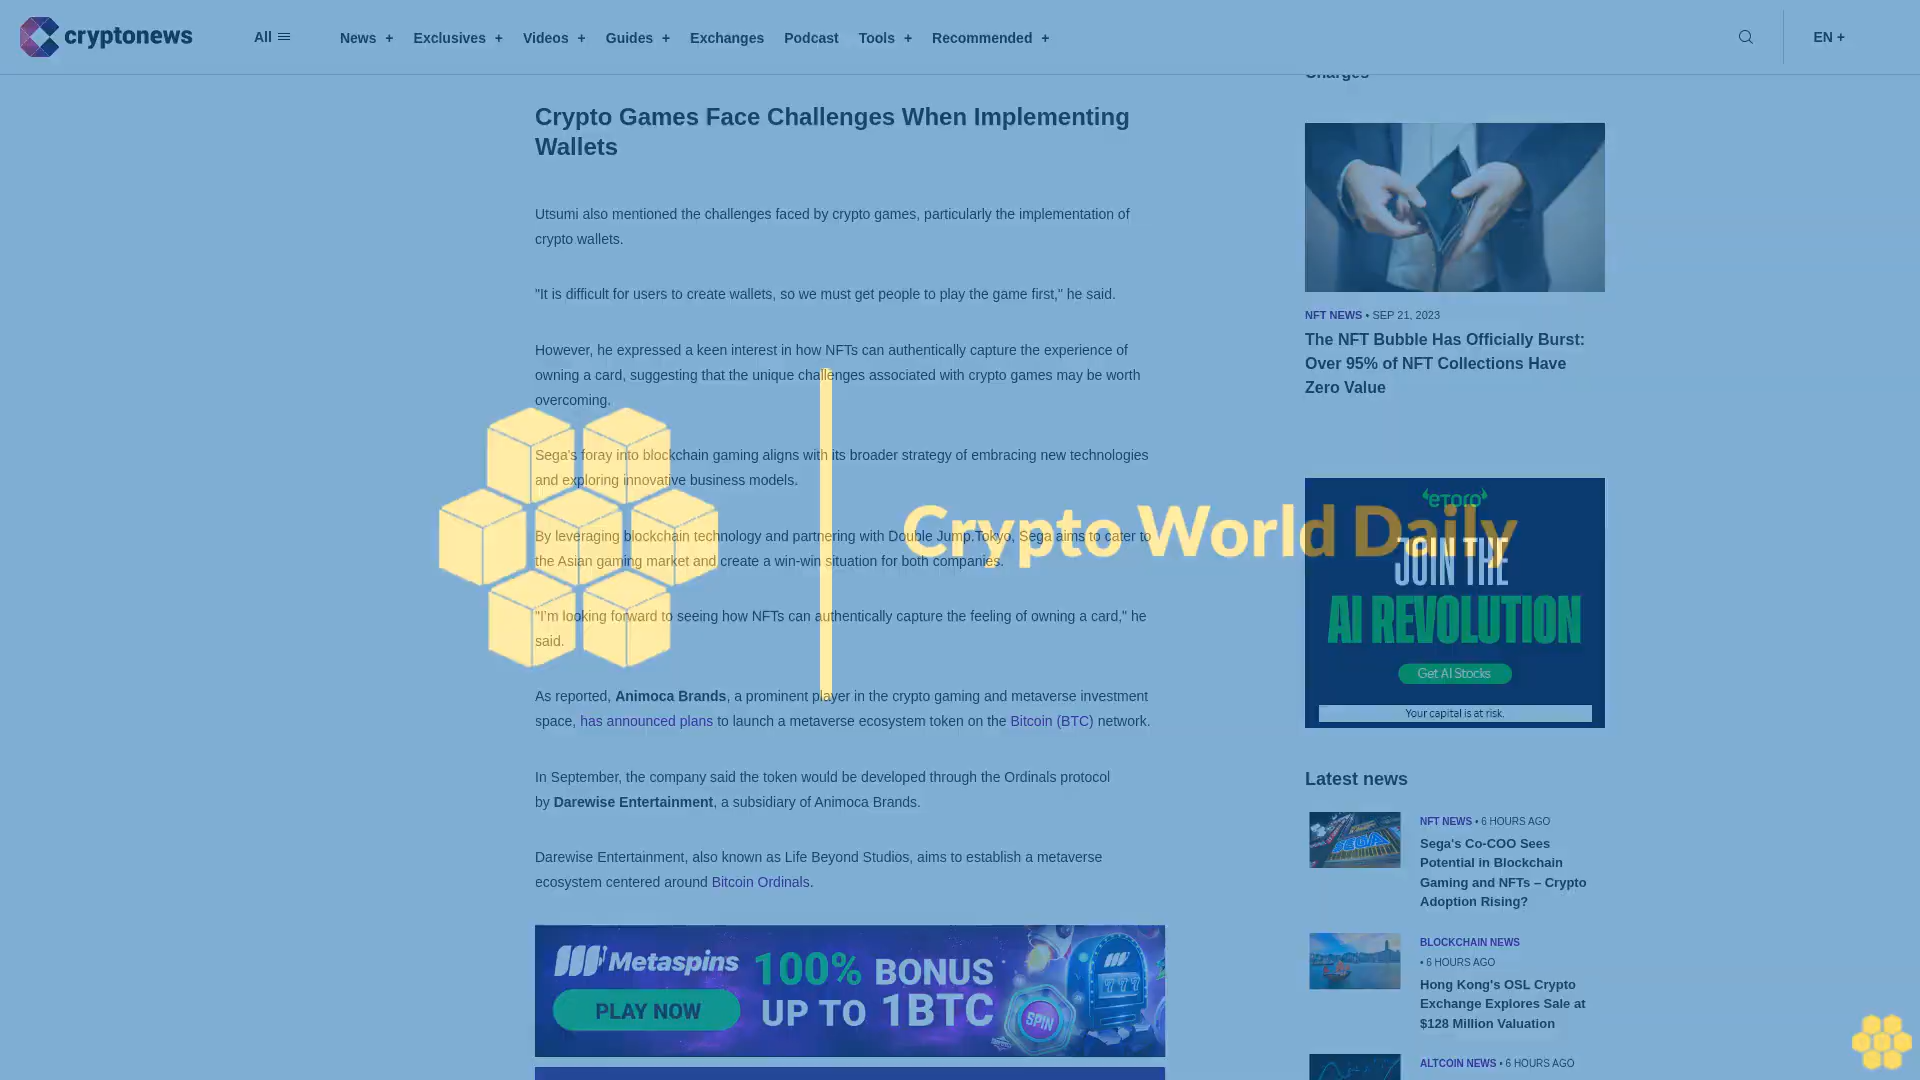 cryptonews
All
News +
Exclusives +
Videos +
Guides +
Exchanges
Podcast
Tools +
Recommended +
EN +
Crypto Games Face Challenges When Implementing
Wallets
Utsumi also mentioned the challenges faced by crypto games, particularly the implementation of
crypto wallets.
"It is difficult for users to create wallets, so we must get people to play the game first," he said.
However, he expressed a keen interest in how NFTs can authentically capture the experience of
owning a card, suggesting that the unique challenges associated with crypto games may be worth
overcoming.
Sega's foray into blockchain gaming aligns with its broader strategy of embracing new technologies
and exploring innovative business models.
By leveraging blockchain technology and partnering with Double Jump.Tokyo, Sega aims to cater to
the Asian gaming market and create a win-win situation for both companies.
"I'm looking forward to seeing how NFTs can authentically capture the feeling of owning a card," he
said.
As reported, Animoca Brands, a prominent player in the crypto gaming and metaverse investment
space, has announced plans to launch a metaverse ecosystem token on the Bitcoin (BTC) network.
In September, the company said the token would be developed through the Ordinals protocol
by Darewise Entertainment, a subsidiary of Animoca Brands.
Darewise Entertainment, also known as Life Beyond Studios, aims to establish a metaverse
ecosystem centered around Bitcoin Ordinals.
Metaspins
PLAY NOW
100% BONUS
UP TO 1BTC
777
SPIN
Crypto World Daily
Charges
NFT NEWS • SEP 21, 2023
The NFT Bubble Has Officially Burst:
Over 95% of NFT Collections Have
Zero Value
eToro
JOIN THE
AI REVOLUTION
Get AI Stocks
Your capital is at risk.
Latest news
SEGA
NFT NEWS • 6 HOURS AGO
Sega's Co-COO Sees
Potential in Blockchain
Gaming and NFTs – Crypto
Adoption Rising?
BLOCKCHAIN NEWS
• 6 HOURS AGO
Hong Kong's OSL Crypto
Exchange Explores Sale at
$128 Million Valuation
ALTCOIN NEWS • 6 HOURS AGO